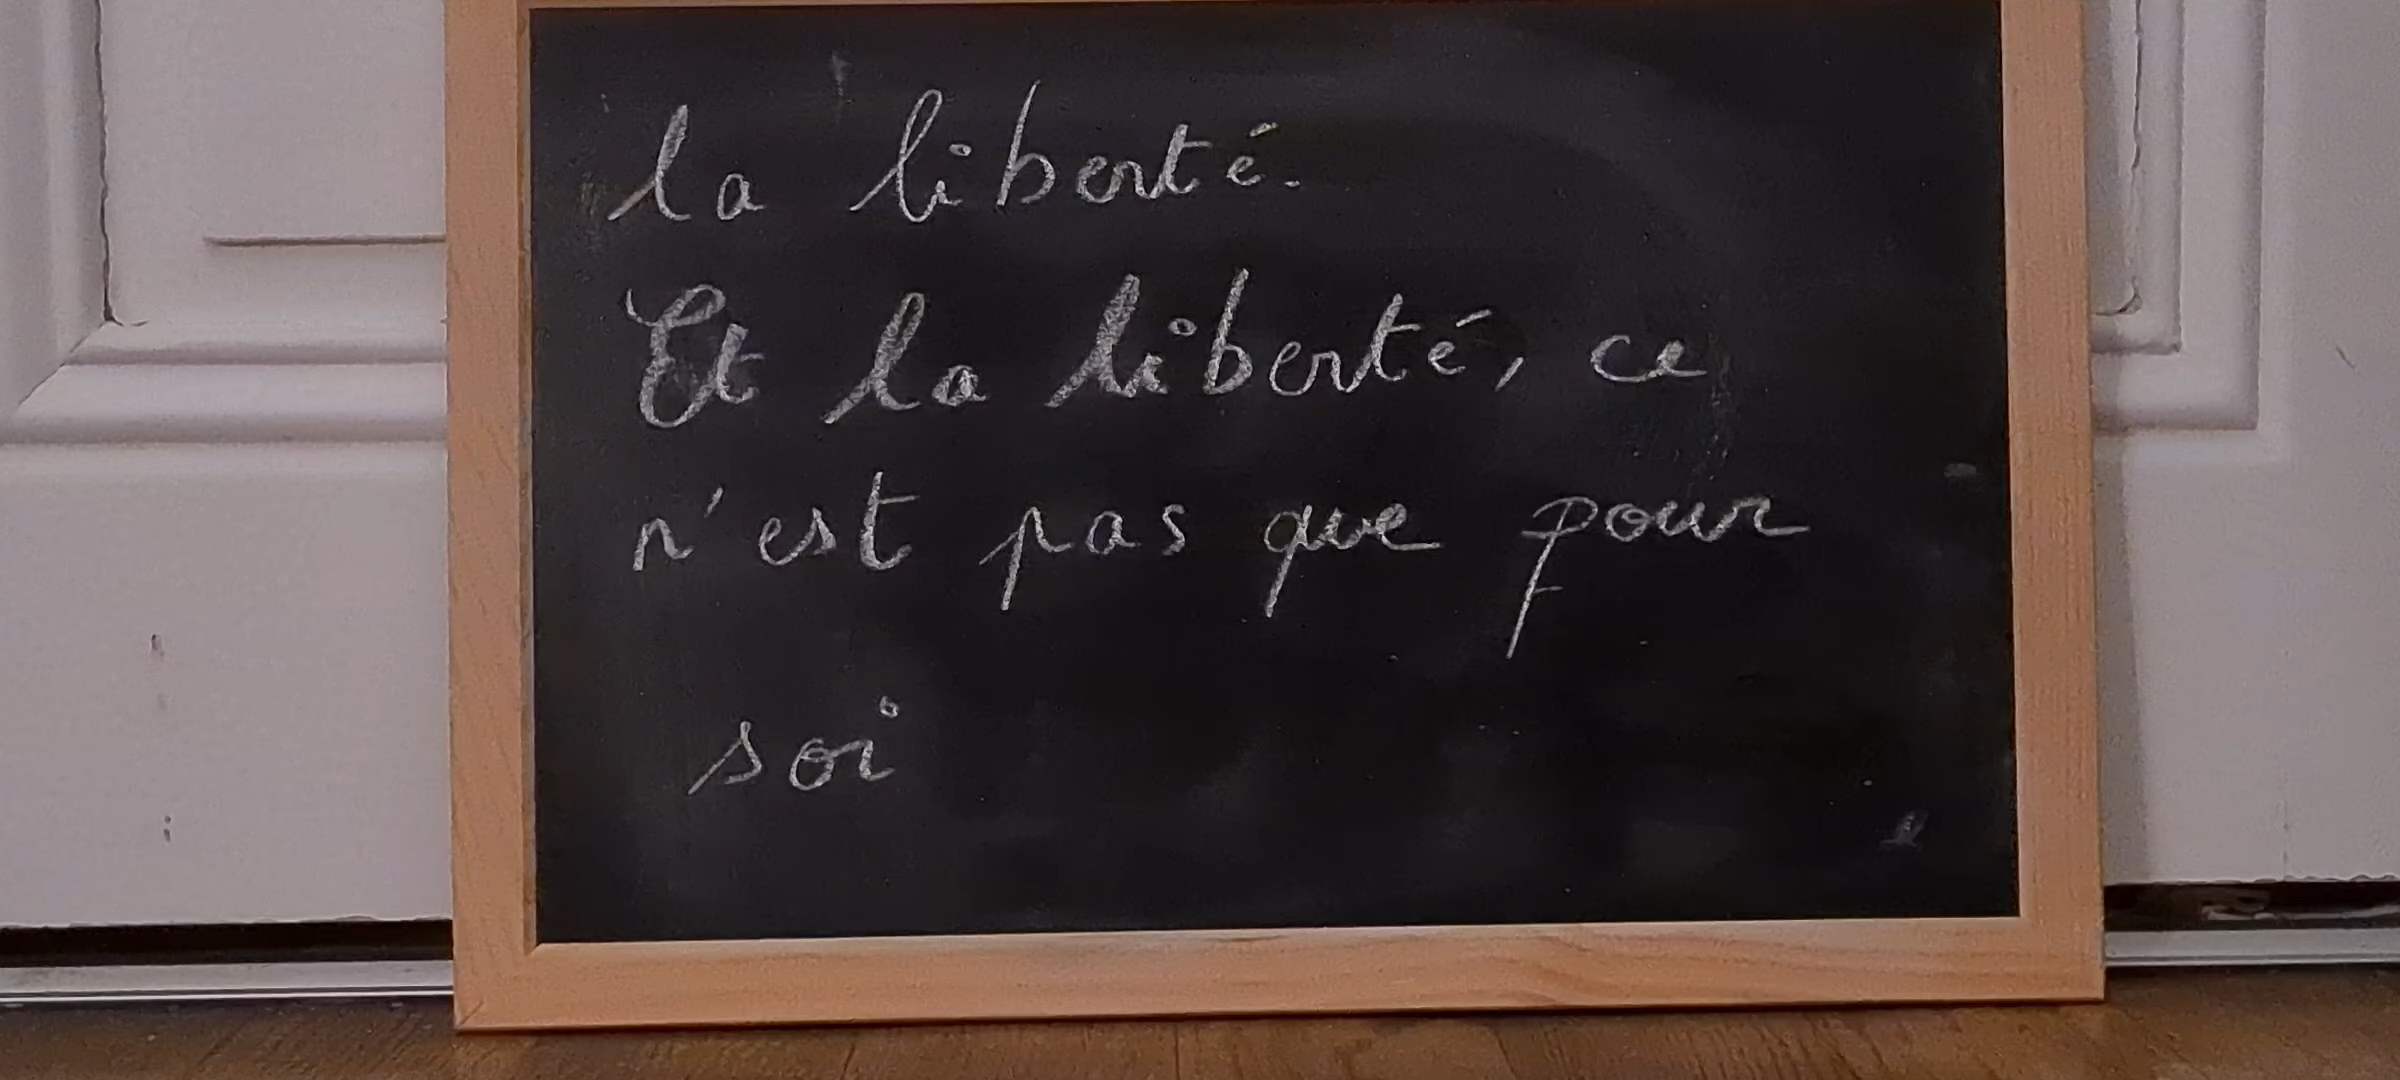 la liberté.
Et la liberté, ce
n'est pas que pour
soi